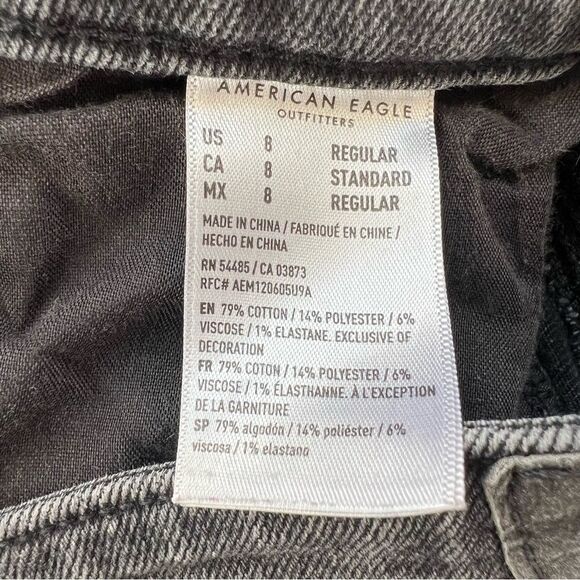 AMERICAN EAGLE
OUTFITTERS
US 8 REGULAR
CA 8 STANDARD
MX 8 REGULAR
MADE IN CHINA / FABRIQUÉ EN CHINE /
HECHO EN CHINA
RN 54485 / CA 03873
RFC# AEM120605U9A
EN 79% COTTON / 14% POLYESTER / 6%
VISCOSE / 1% ELASTANE. EXCLUSIVE OF
DECORATION
FR 79% COTON / 14% POLYESTER / 6%
VISCOSE / 1% ÉLASTHANNE. À L'EXCEPTION
DE LA GARNITURE
SP 79% algodón / 14% poliéster / 6%
viscosa / 1% elastano